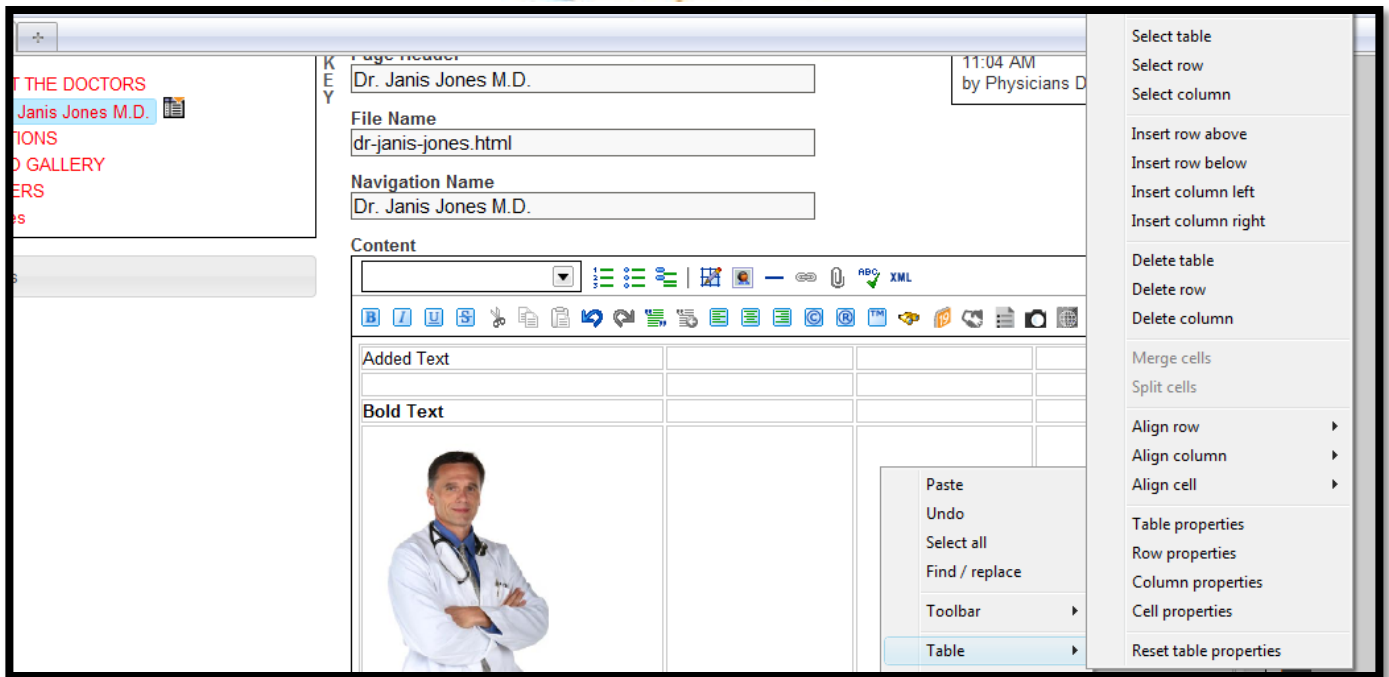 K
E
Y
T THE DOCTORS
Janis Jones M.D.
TIONS
O GALLERY
ERS
es
s
Page Header
Dr. Janis Jones M.D.
File Name
dr-janis-jones.html
Navigation Name
Dr. Janis Jones M.D.
Content
11:04 AM
by Physicians D
ABC
XML
B I U S
© ® TM
19
Added Text
Bold Text
Paste
Undo
Select all
Find / replace
Toolbar
Table
Select table
Select row
Select column
Insert row above
Insert row below
Insert column left
Insert column right
Delete table
Delete row
Delete column
Merge cells
Split cells
Align row
Align column
Align cell
Table properties
Row properties
Column properties
Cell properties
Reset table properties